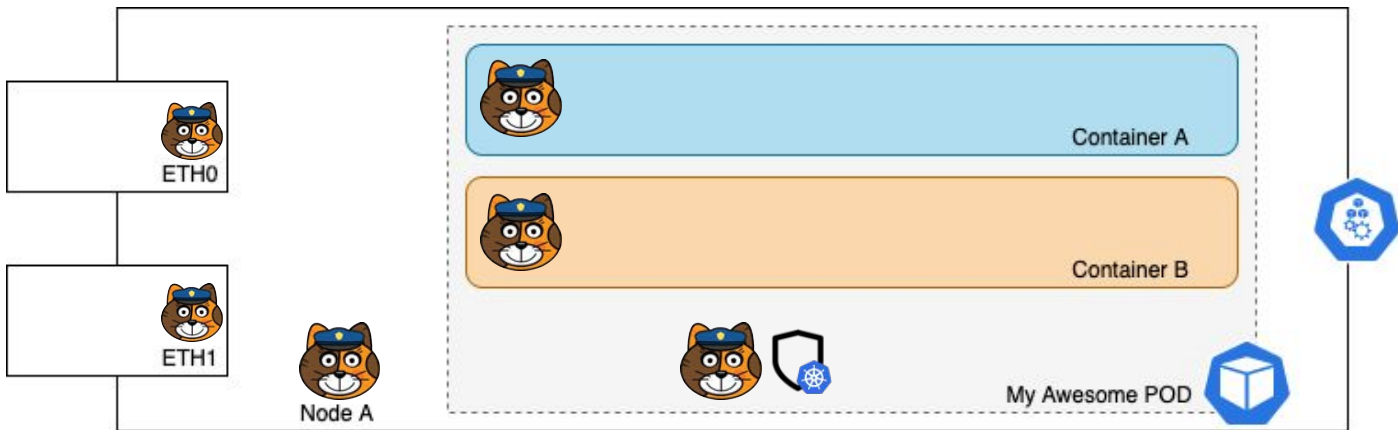 Container A
ETH0
Container B
ETH1
My Awesome POD
Node A